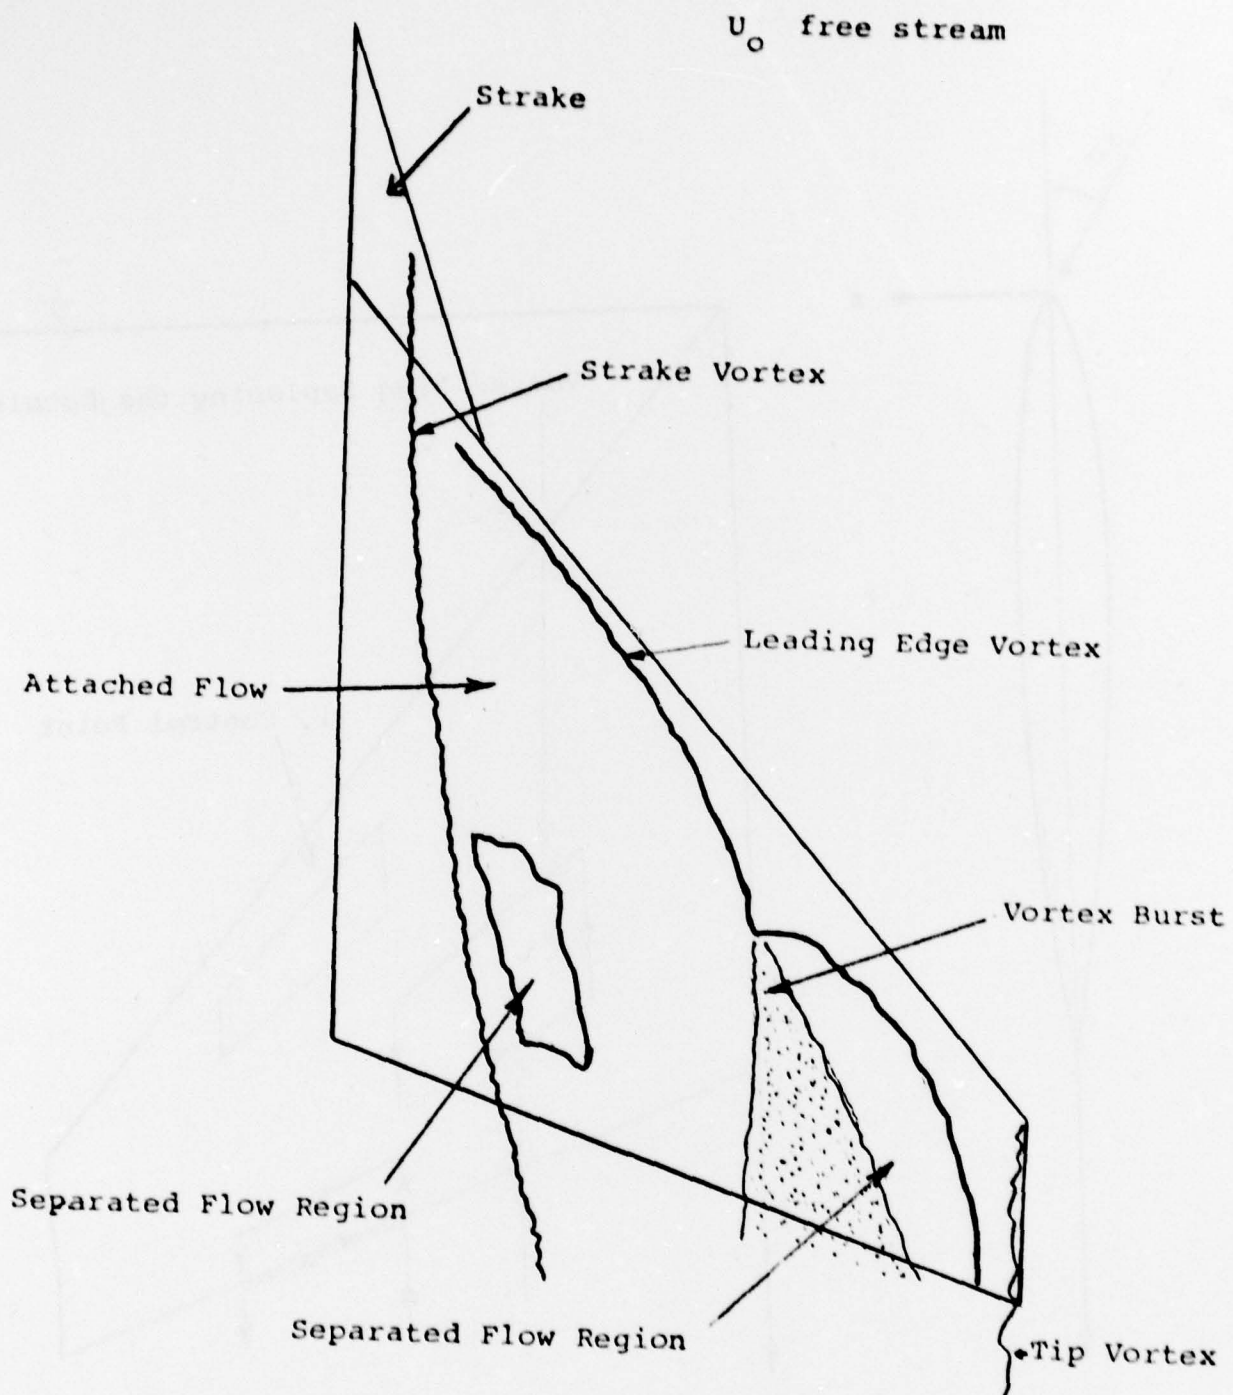 U₀ free stream
Strake
Strake Vortex
Leading Edge Vortex
Attached Flow
Vortex Burst
Separated Flow Region
Separated Flow Region
Tip Vortex